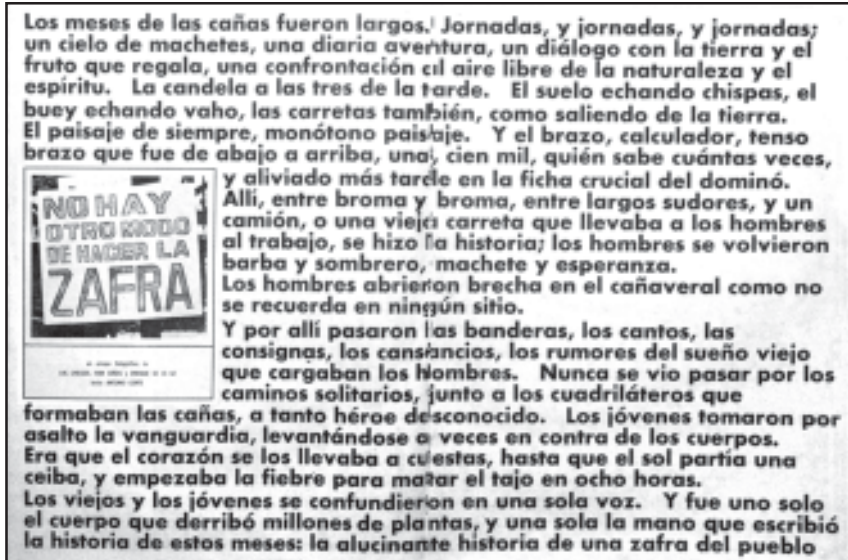 Los meses de las cañas fueron largos. Jornadas, y jornadas, y jornadas;
un cielo de machetes, una diaria aventura, un diálogo con la tierra y el
fruto que regala, una confrontación al aire libre de la naturaleza y el
espíritu. La candela a las tres de la tarde. El suelo echando chispas, el
buey echando vaho, las carretas también, como saliendo de la tierra.
El paisaje de siempre, monótono paisaje. Y el brazo, calculador, tenso
brazo que fue de abajo a arriba, una, cien mil, quién sabe cuántas veces,
y aliviado más tarde en la ficha crucial del dominó.
Allí, entre broma y broma, entre largos sudores, y un
camión, o una vieja carreta que llevaba a los hombres
al trabajo, se hizo la historia; los hombres se volvieron
barba y sombrero, machete y esperanza.
Los hombres abrieron brecha en el cañaveral como no
se recuerda en ningún sitio.
Y por allí pasaron las banderas, los cantos, las
consignas, los cansancios, los rumores del sueño viejo
que cargaban los hombres. Nunca se vio pasar por los
caminos solitarios, junto a los cuadriláteros que
formaban las cañas, a tanto héroe desconocido. Los jóvenes tomaron por
asalto la vanguardia, levantándose a veces en contra de los cuerpos.
Era que el corazón se los llevaba a cuestas, hasta que el sol partía una
ceiba, y empezaba la fiebre para matar el tajo en ocho horas.
Los viejos y los jóvenes se confundieron en una sola voz. Y fue uno solo
el cuerpo que derribó millones de plantas, y una sola la mano que escribió
la historia de estos meses: la alucinante historia de una zafra del pueblo
NO HAY
OTRO MODO
DE HACER LA
ZAFRA